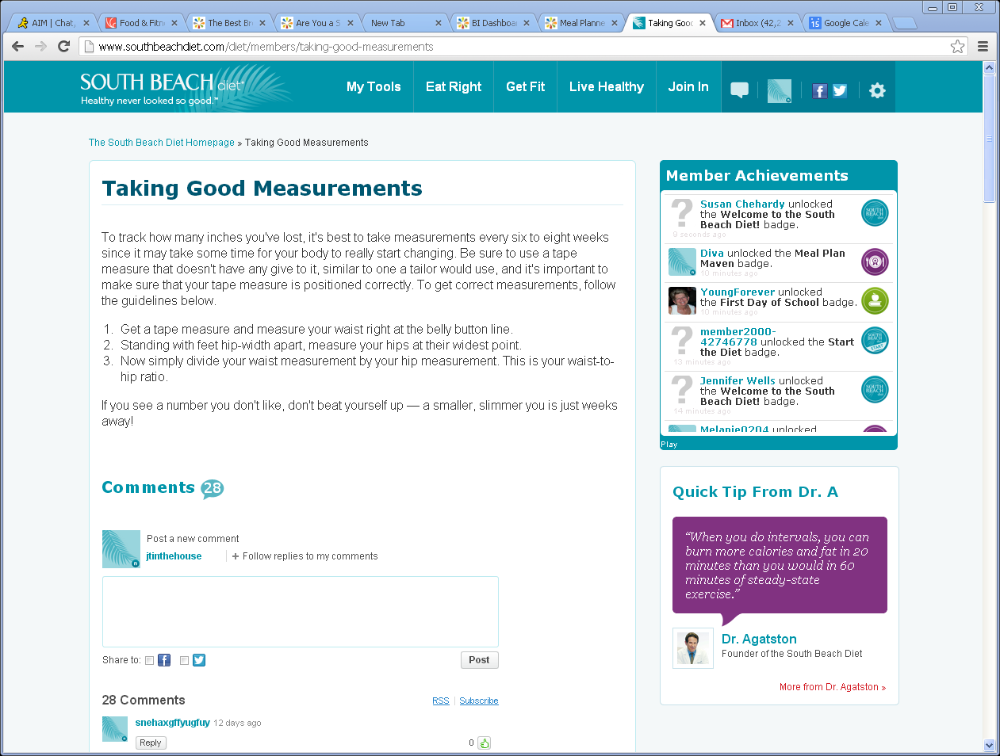 AIM | Chat,
Food & Fitn
The Best Bre
Are You a S
New Tab
BI Dashboar
Meal Planne
Taking Good
Inbox (42,2
Google Cale
www.southbeachdiet.com/diet/members/taking-good-measurements
SOUTH BEACH diet
Healthy never looked so good.™
My Tools
Eat Right
Get Fit
Live Healthy
Join In
The South Beach Diet Homepage » Taking Good Measurements
Taking Good Measurements
To track how many inches you've lost, it's best to take measurements every six to eight weeks
since it may take some time for your body to really start changing. Be sure to use a tape
measure that doesn't have any give to it, similar to one a tailor would use, and it's important to
make sure that your tape measure is positioned correctly. To get correct measurements, follow
the guidelines below.
1. Get a tape measure and measure your waist right at the belly button line.
2. Standing with feet hip-width apart, measure your hips at their widest point.
3. Now simply divide your waist measurement by your hip measurement. This is your waist-to-
hip ratio.
If you see a number you don't like, don't beat yourself up — a smaller, slimmer you is just weeks
away!
Comments 28
Post a new comment
jtinthehouse
+ Follow replies to my comments
Share to:
Post
28 Comments
RSS
Subscribe
snehaxgffyugfuy 12 days ago
Reply
0
Member Achievements
Susan Chehardy unlocked
the Welcome to the South
Beach Diet! badge.
9 seconds ago
SOUTH BEACH
Diva unlocked the Meal Plan
Maven badge.
10 minutes ago
YoungForever unlocked
the First Day of School badge.
10 minutes ago
member2000-
42746778 unlocked the Start
the Diet badge.
13 minutes ago
SOUTH BEACH
START
Jennifer Wells unlocked
the Welcome to the South
Beach Diet! badge.
14 minutes ago
SOUTH BEACH
Melanie0204 unlocked
Play
Quick Tip From Dr. A
“When you do intervals, you can
burn more calories and fat in 20
minutes than you would in 60
minutes of steady-state
exercise.”
Dr. Agatston
Founder of the South Beach Diet
More from Dr. Agatston »